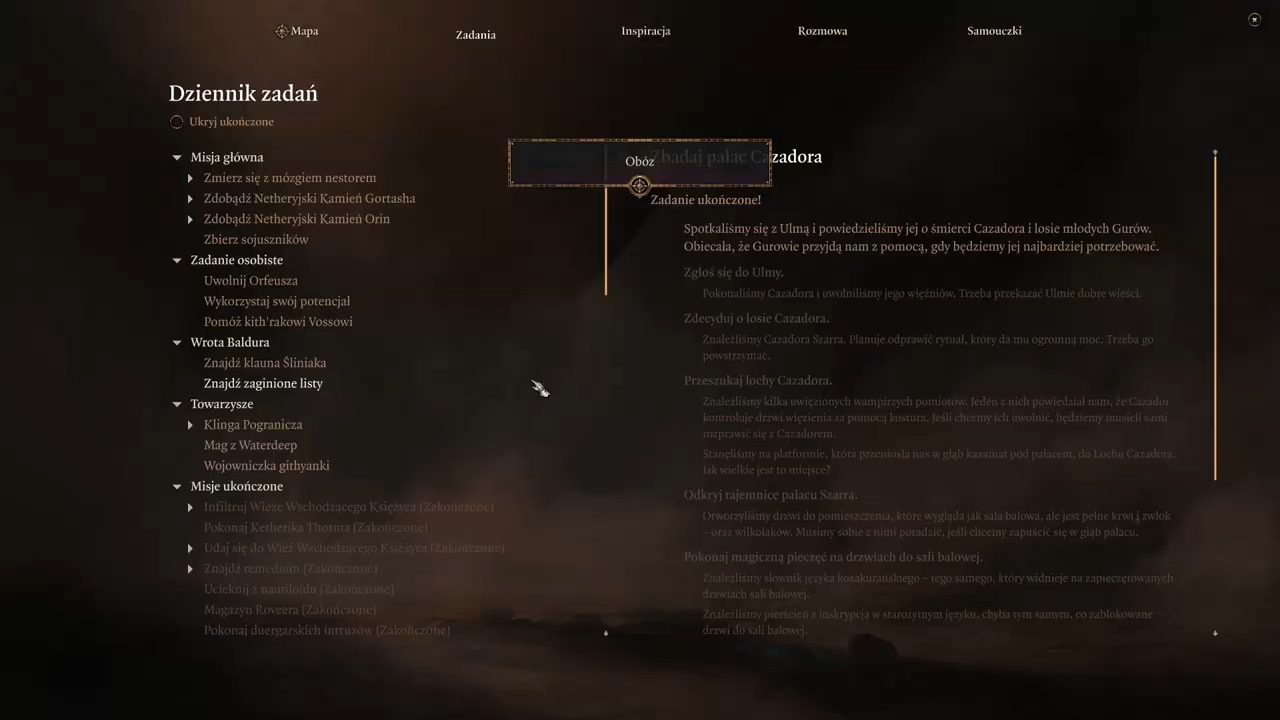 Mapa
Zadania
Inspiracja
Rozmowa
Samouczki
Dziennik zadań
Ukryj ukończone
Misja główna
Zmierz się z mózgiem nestorem
Zdobądź Netheryjski Kamień Gortasha
Zdobądź Netheryjski Kamień Orin
Zbierz sojuszników
Zadanie osobiste
Uwolnij Orfeusza
Wykorzystaj swój potencjał
Pomóż kith'rakowi Vossowi
Wrota Baldura
Znajdź klauna Śliniaka
Znajdź zaginione listy
Towarzysze
Klinga Pogranicza
Mag z Waterdeep
Wojowniczka githyanki
Misje ukończone
Infiltruj Wieże Wschodzącego Księżyca [Zakończone]
Pokonaj Ketherika Thorma [Zakończone]
Udaj się do Wież Wschodzącego Księżyca [Zakończone]
Znajdź remedium [Zakończone]
Ucieknij z nautiloidu [Zakończone]
Magazyn Roveera [Zakończone]
Pokonaj duergarskich intruzów [Zakończone]
Obóz
Zbadaj pałac Cazadora
Zadanie ukończone!
Spotkaliśmy się z Ulmą i powiedzieliśmy jej o śmierci Cazadora i losie młodych Gurów.
Obiecała, że Gurowie przyjdą nam z pomocą, gdy będziemy jej najbardziej potrzebować.
Zgłoś się do Ulmy.
Pokonaliśmy Cazadora i uwolniliśmy jego więźniów. Trzeba przekazać Ulmie dobre wieści.
Zdecyduj o losie Cazadora.
Znaleźliśmy Cazadora Szarra. Planuje odprawić rytuał, który da mu ogromną moc. Trzeba go
powstrzymać.
Przeszukaj lochy Cazadora.
Znaleźliśmy kilka uwięzionych wampirzych pomiotów. Jeden z nich powiedział nam, że Cazador
kontroluje drzwi więzienia za pomocą kostura. Jeśli chcemy ich uwolnić, będziemy musieli sami
rozprawić się z Cazadorem.
Stanęliśmy na platformie, która przeniosła nas w głąb kazamat pod pałacem, do Lochu Cazadora.
Jak wielkie jest to miejsce?
Odkryj tajemnice pałacu Szarra.
Otworzyliśmy drzwi do pomieszczenia, które wygląda jak sala balowa, ale jest pełne krwi i zwłok
– oraz wilkołaków. Musimy sobie z nimi poradzić, jeśli chcemy zapuścić się w głąb pałacu.
Pokonaj magiczną pieczęć na drzwiach do sali balowej.
Znaleźliśmy słownik języka kozakurańskiego – tego samego, który widnieje na zapieczętowanych
drzwiach sali balowej.
Znaleźliśmy pierścień z inskrypcją w starożytnym języku, chyba tym samym, co zablokowane
drzwi do sali balowej.